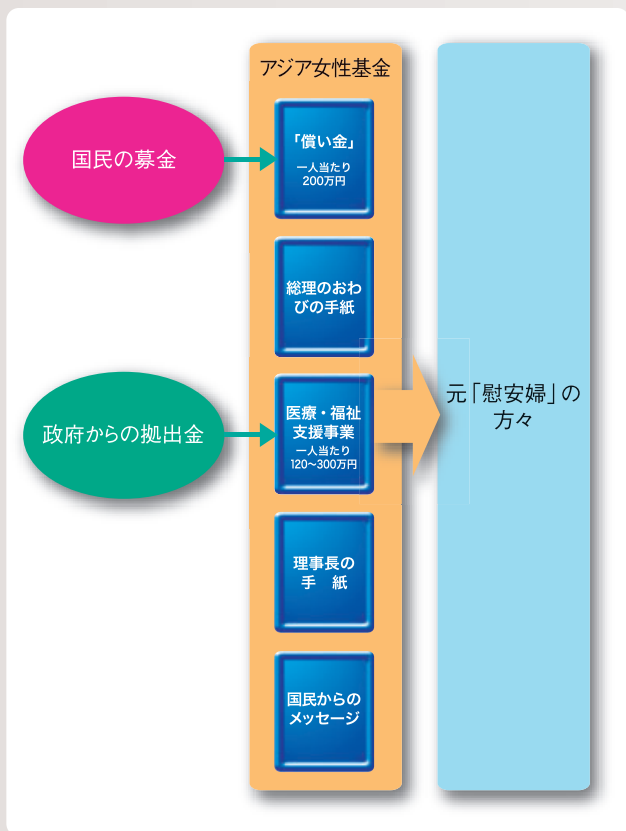 アジア女性基金
国民の募金
「償い金」
一人当たり
200万円
総理のおわ
びの手紙
政府からの拠出金
医療・福祉
支援事業
一人当たり
120〜300万円
元「慰安婦」の
方々
理事長の
手　紙
国民からの
メッセージ